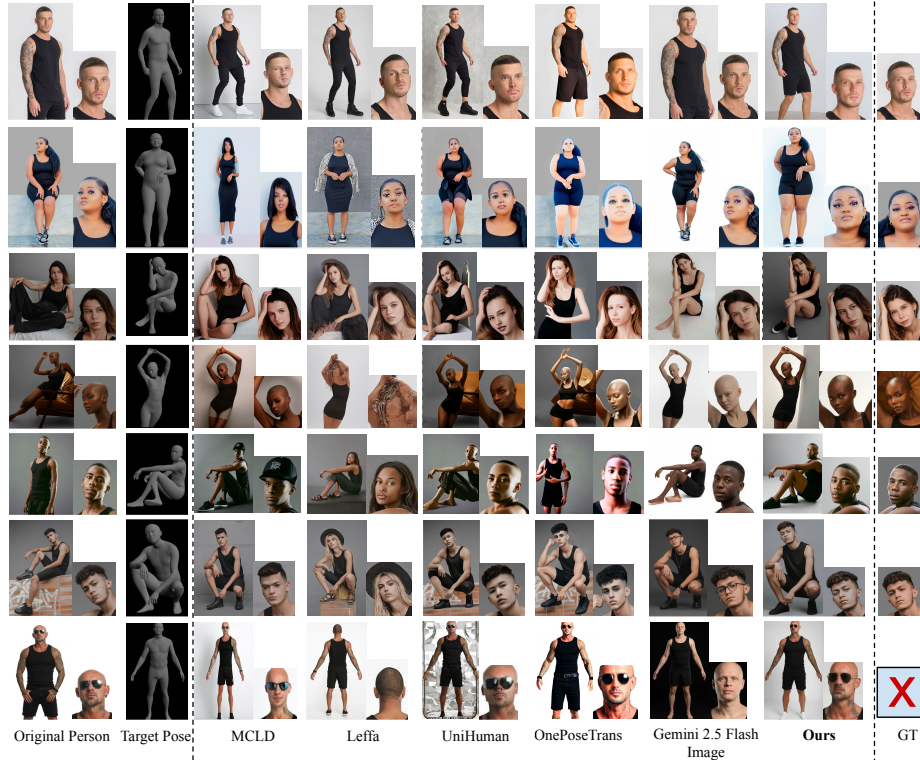 X
Original Person
Target Pose
MCLD
Leffa
UniHuman
OnePoseTrans
Gemini 2.5 Flash
Image
Ours
GT